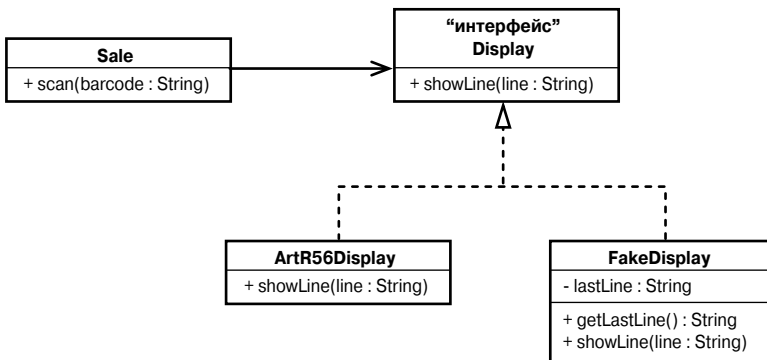 “интерфейс”
Display
+ showLine(line : String)
Sale
+ scan(barcode : String)
ArtR56Display
+ showLine(line : String)
FakeDisplay
- lastLine : String
+ getLastLine() : String
+ showLine(line : String)